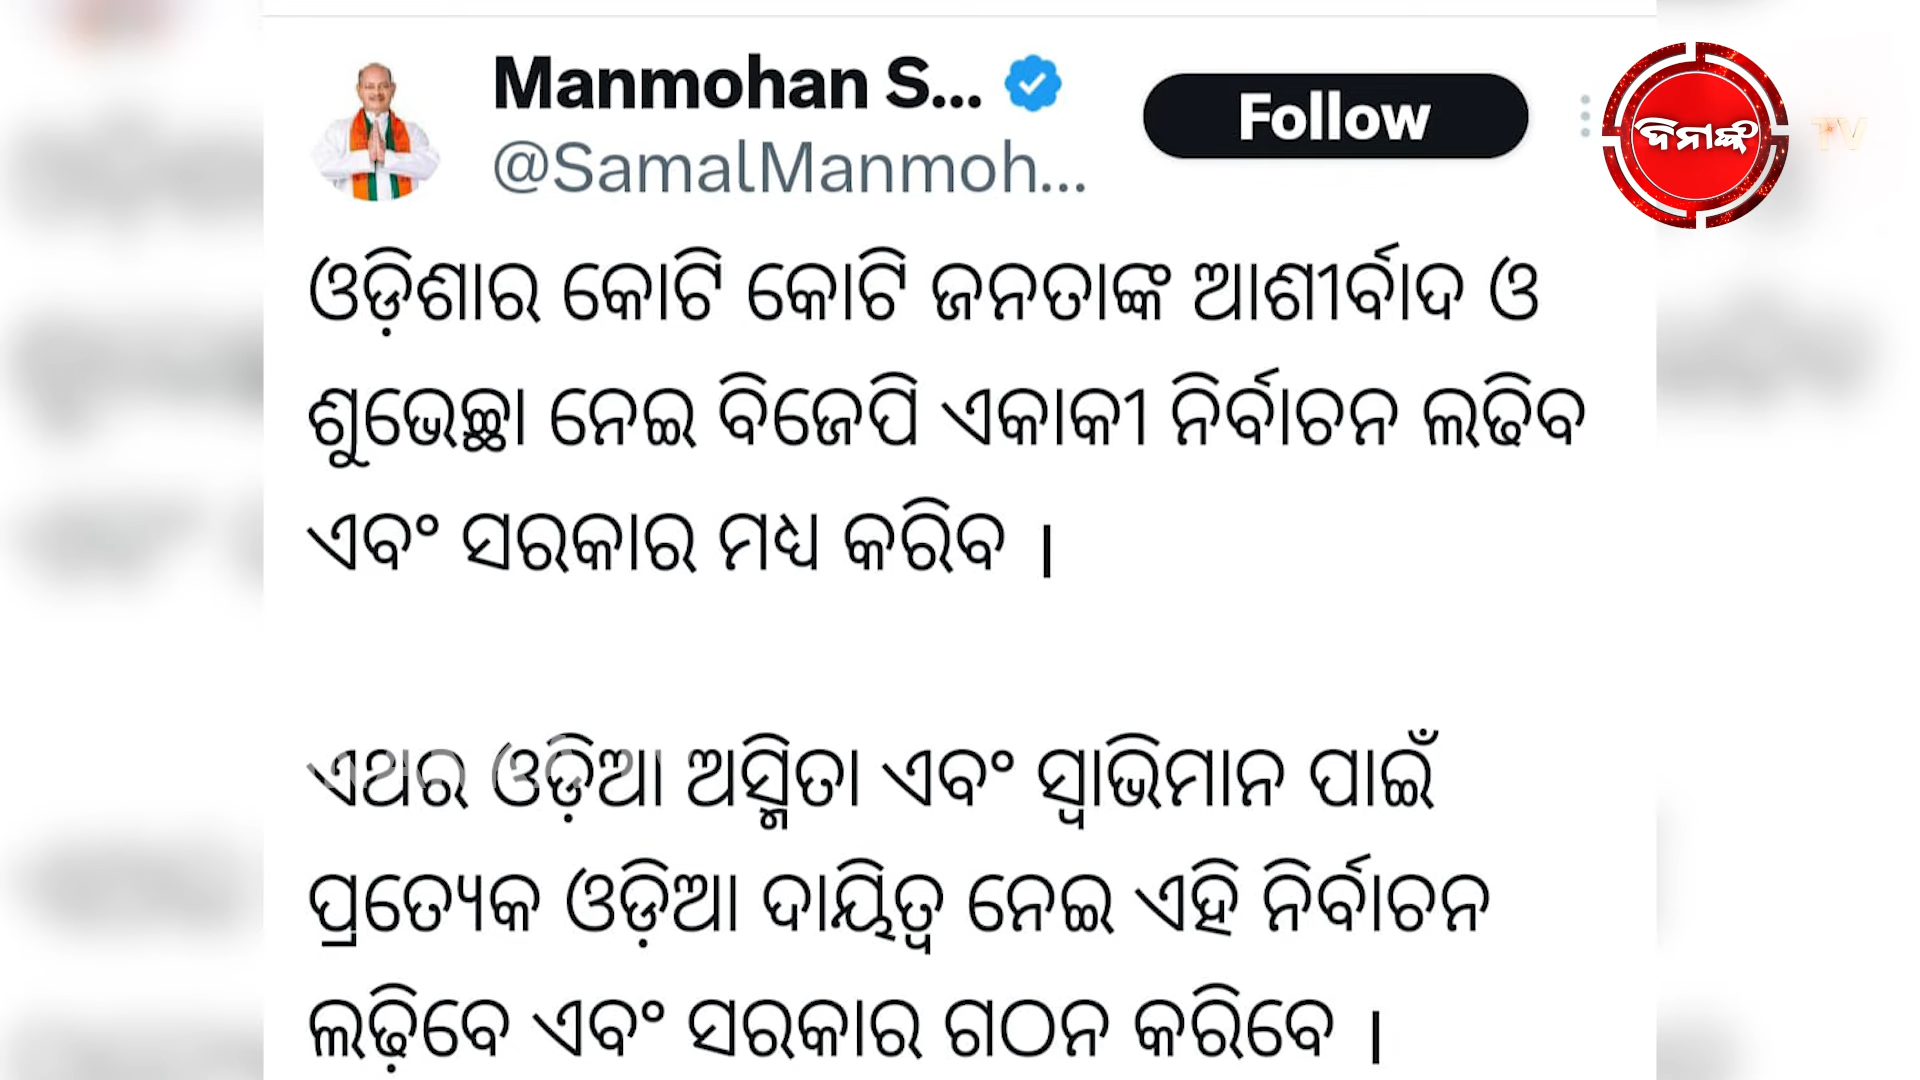 Manmohan S...
@SamalManmoh...
Follow
ଦିନାଙ୍କ
TV
ଓଡ଼ିଶାର କୋଟି କୋଟି ଜନତାଙ୍କ ଆଶୀର୍ବାଦ ଓ
ଶୁଭେଚ୍ଛା ନେଇ ବିଜେପି ଏକାକୀ ନିର୍ବାଚନ ଲଢିବ
ଏବଂ ସରକାର ମଧ୍ୟ କରିବ ।
ଏଥର ଓଡ଼ିଆ ଅସ୍ମିତା ଏବଂ ସ୍ୱାଭିମାନ ପାଇଁ
ପ୍ରତ୍ୟେକ ଓଡ଼ିଆ ଦାୟିତ୍ୱ ନେଇ ଏହି ନିର୍ବାଚନ
ଲଢ଼ିବେ ଏବଂ ସରକାର ଗଠନ କରିବେ ।